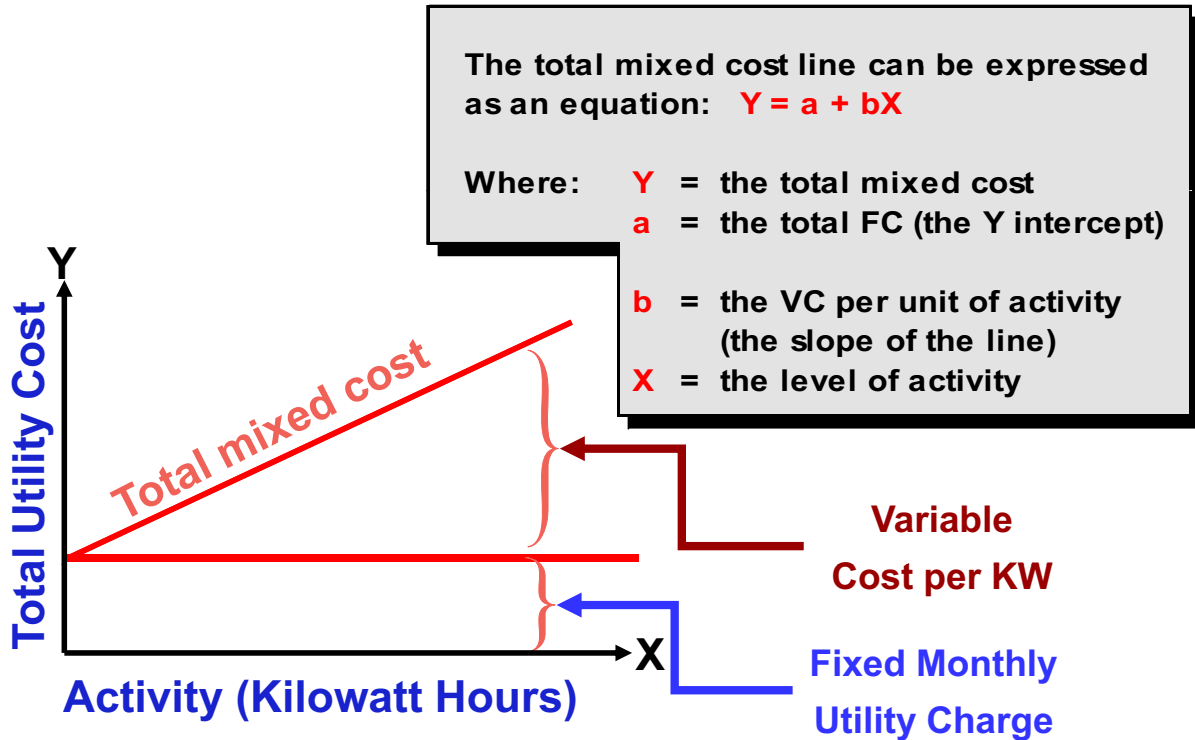 The total mixed cost line can be expressed
as an equation: Y = a + bX
Where: Y = the total mixed cost
a = the total FC (the Y intercept)
b = the VC per unit of activity
(the slope of the line)
X = the level of activity
Y
Total Utility Cost
Total mixed cost
X
Activity (Kilowatt Hours)
Variable
Cost per KW
Fixed Monthly
Utility Charge